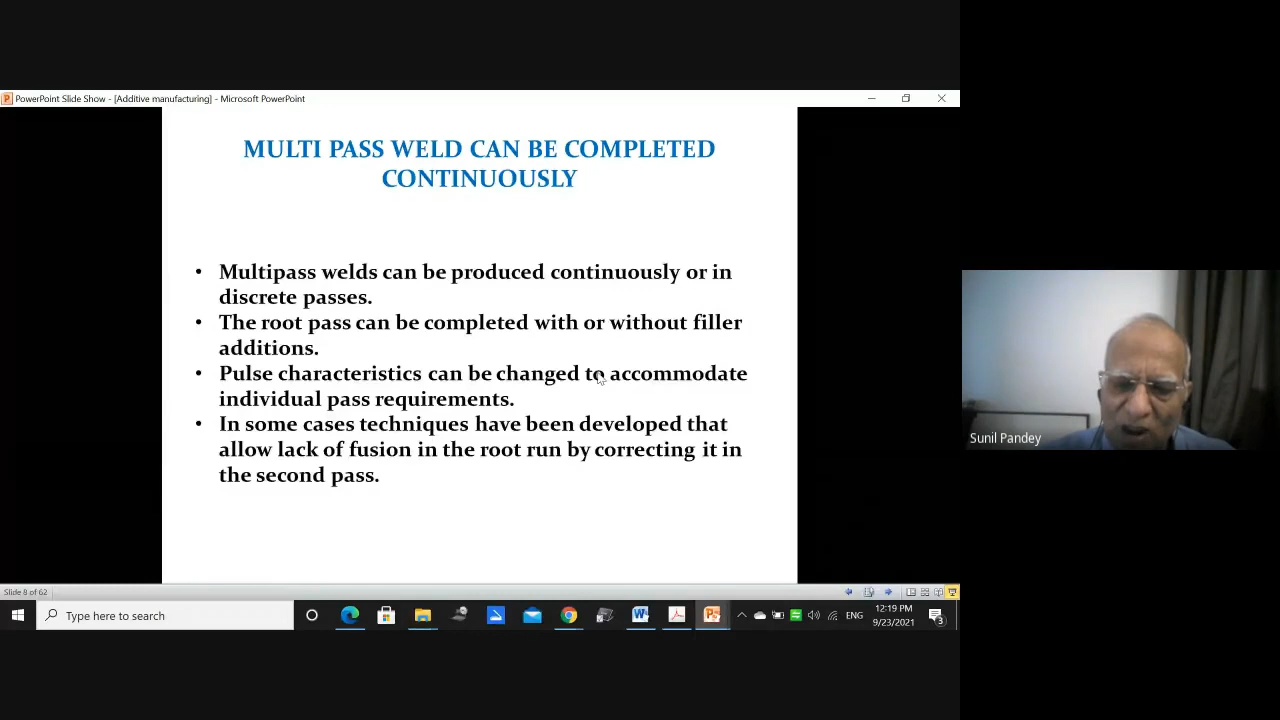 PowerPoint Slide Show - [Additive manufacturing] - Microsoft PowerPoint
MULTI PASS WELD CAN BE COMPLETED
CONTINUOUSLY
• Multipass welds can be produced continuously or in
discrete passes.
• The root pass can be completed with or without filler
additions.
• Pulse characteristics can be changed to accommodate
individual pass requirements.
• In some cases techniques have been developed that
allow lack of fusion in the root run by correcting it in
the second pass.
Sunil Pandey
Slide 8 of 62
Type here to search
ENG
12:19 PM
9/23/2021
3